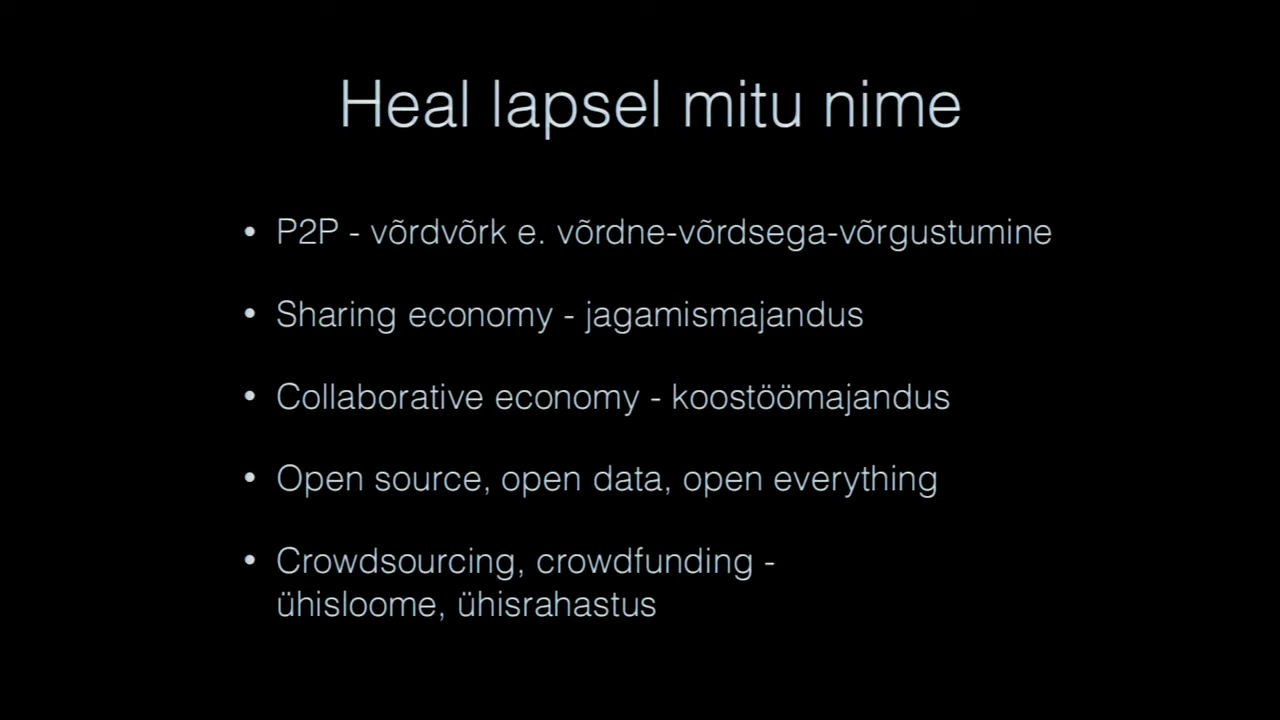 Heal lapsel mitu nime
• P2P - võrdvõrk e. võrdne-võrdsega-võrgustumine
• Sharing economy - jagamismajandus
• Collaborative economy - koostöömajandus
• Open source, open data, open everything
• Crowdsourcing, crowdfunding -
ühisloome, ühisrahastus